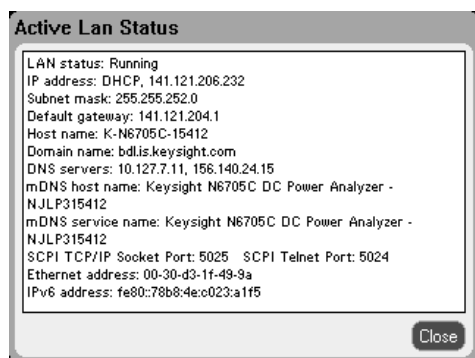 Active Lan Status
LAN status: Running
IP address: DHCP, 141.121.206.232
Subnet mask: 255.255.252.0
Default gateway: 141.121.204.1
Host name: K-N6705C-15412
Domain name: bdl.is.keysight.com
DNS servers: 10.127.7.11, 156.140.24.15
mDNS host name: Keysight N6705C DC Power Analyzer -
NJLP315412
mDNS service name: Keysight N6705C DC Power Analyzer -
NJLP315412
SCPI TCP/IP Socket Port: 5025 SCPI Telnet Port: 5024
Ethernet address: 00-30-d3-1f-49-9a
IPv6 address: fe80::78b8:4e:c023:a1f5
Close